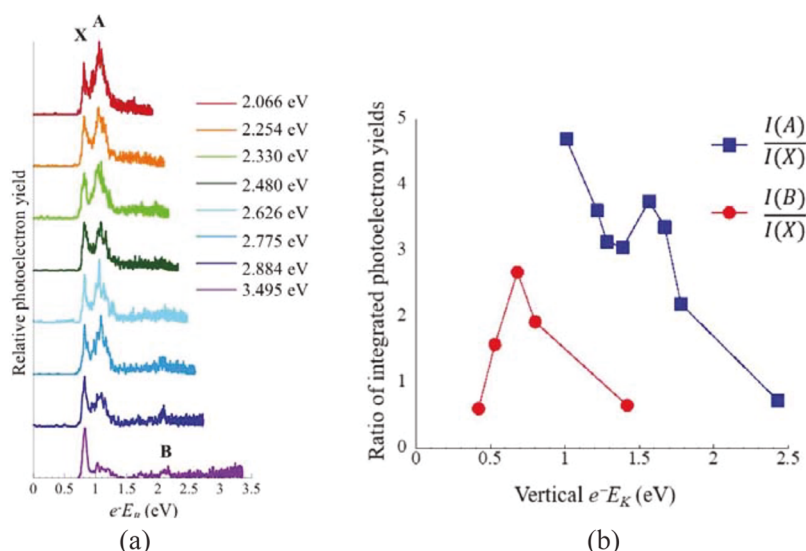 X
A
2.066 eV
2.254 eV
2.330 eV
2.480 eV
2.626 eV
2.775 eV
2.884 eV
3.495 eV
B
Relative photoelectron yield
0 0.5 1 1.5 2 2.5 3 3.5
(eV)
(a)
I(A)
I(X)
I(B)
I(X)
Ratio of integrated photoelectron yields
5
4
3
2
1
0
0 0.5 1 1.5 2 2.5
Vertical e⁻E_K (eV)
(b)